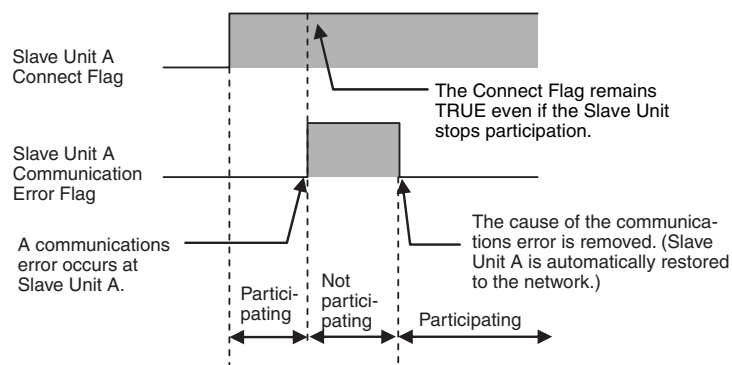 Slave Unit A
Connect Flag
The Connect Flag remains
TRUE even if the Slave Unit
stops participation.
Slave Unit A
Communication
Error Flag
A communications
error occurs at
Slave Unit A.
The cause of the communica-
tions error is removed. (Slave
Unit A is automatically restored
to the network.)
Partici-
pating
Not
partici-
pating
Participating